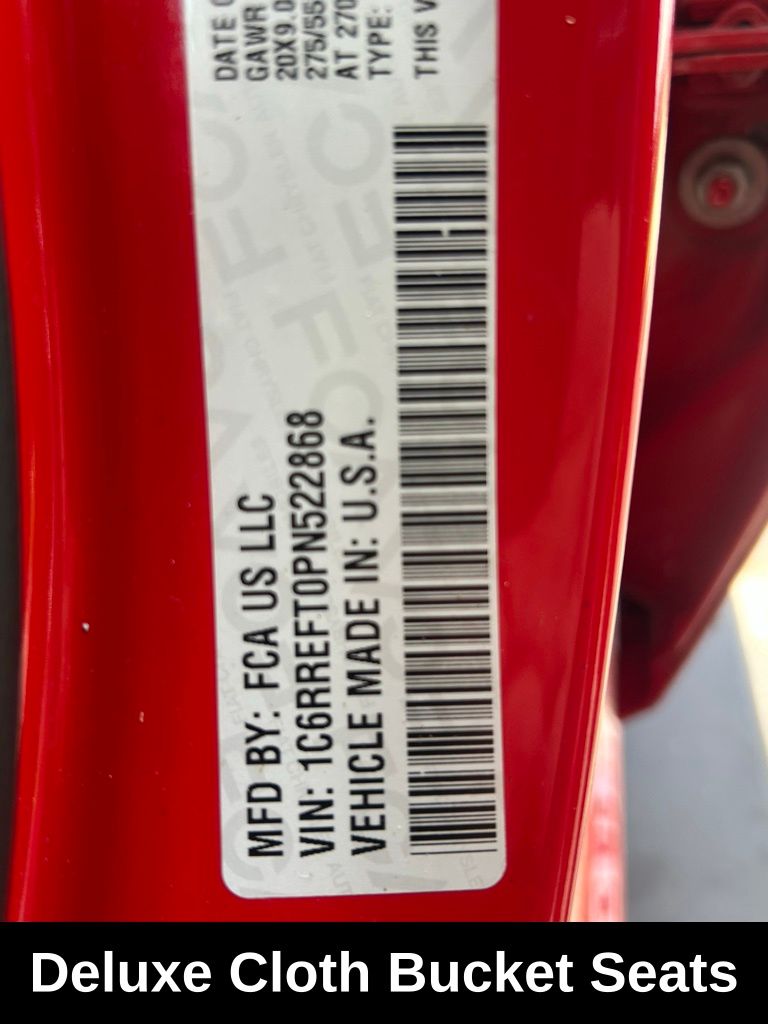 DATE O
GAWR
20X9.0
275/55
AT 270
TYPE:
THIS V
MFD BY: FCA US LLC
VIN: 1C6RREFT0PN522868
VEHICLE MADE IN: U.S.A.
Deluxe Cloth Bucket Seats